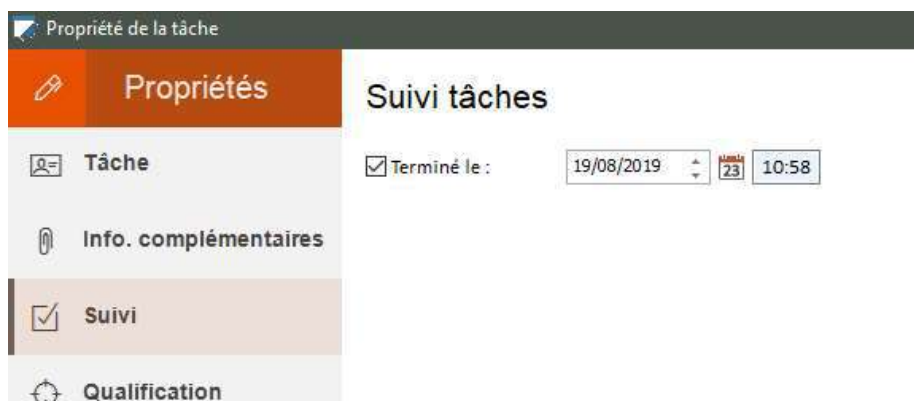 Propriété de la tâche
Propriétés
Suivi tâches
Tâche
Terminé le :
19/08/2019
23
10:58
Info. complémentaires
Suivi
Qualification